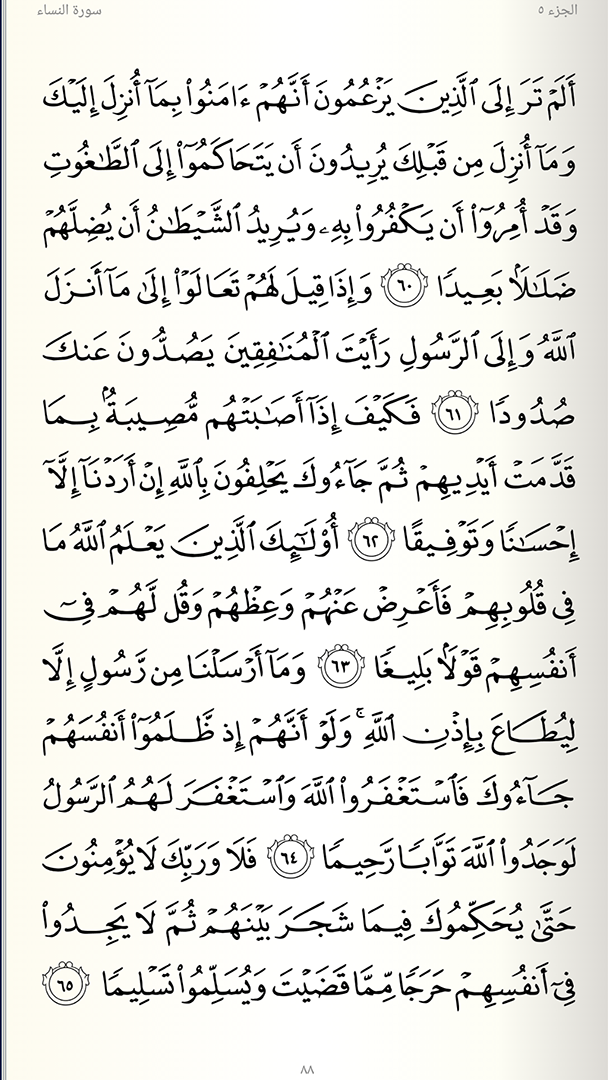 الجزء ٥ سورة النساء
أَلَمۡ تَرَ إِلَى ٱلَّذِينَ يَزۡعُمُونَ أَنَّهُمۡ ءَامَنُواْ بِمَآ أُنزِلَ إِلَيۡكَ
وَمَآ أُنزِلَ مِن قَبۡلِكَ يُرِيدُونَ أَن يَتَحَاكَمُوٓاْ إِلَى ٱلطَّٰغُوتِ
وَقَدۡ أُمِرُوٓاْ أَن يَكۡفُرُواْ بِهِۦ وَيُرِيدُ ٱلشَّيۡطَٰنُ أَن يُضِلَّهُمۡ
ضَلَٰلَۢا بَعِيدٗا ٦٠ وَإِذَا قِيلَ لَهُمۡ تَعَالَوۡاْ إِلَىٰ مَآ أَنزَلَ
ٱللَّهُ وَإِلَى ٱلرَّسُولِ رَأَيۡتَ ٱلۡمُنَٰفِقِينَ يَصُدُّونَ عَنكَ
صُدُودٗا ٦١ فَكَيۡفَ إِذَآ أَصَٰبَتۡهُم مُّصِيبَةُۢ بِمَا
قَدَّمَتۡ أَيۡدِيهِمۡ ثُمَّ جَآءُوكَ يَحۡلِفُونَ بِٱللَّهِ إِنۡ أَرَدۡنَآ إِلَّآ
إِحۡسَٰنٗا وَتَوۡفِيقًا ٦٢ أُوْلَٰٓئِكَ ٱلَّذِينَ يَعۡلَمُ ٱللَّهُ مَا
فِي قُلُوبِهِمۡ فَأَعۡرِضۡ عَنۡهُمۡ وَعِظۡهُمۡ وَقُل لَّهُمۡ فِيٓ
أَنفُسِهِمۡ قَوۡلَۢا بَلِيغٗا ٦٣ وَمَآ أَرۡسَلۡنَا مِن رَّسُولٍ إِلَّا
لِيُطَاعَ بِإِذۡنِ ٱللَّهِۚ وَلَوۡ أَنَّهُمۡ إِذ ظَّلَمُوٓاْ أَنفُسَهُمۡ
جَآءُوكَ فَٱسۡتَغۡفَرُواْ ٱللَّهَ وَٱسۡتَغۡفَرَ لَهُمُ ٱلرَّسُولُ
لَوَجَدُواْ ٱللَّهَ تَوَّابٗا رَّحِيمٗا ٦٤ فَلَا وَرَبِّكَ لَا يُؤۡمِنُونَ
حَتَّىٰ يُحَكِّمُوكَ فِيمَا شَجَرَ بَيۡنَهُمۡ ثُمَّ لَا يَجِدُواْ
فِيٓ أَنفُسِهِمۡ حَرَجٗا مِّمَّا قَضَيۡتَ وَيُسَلِّمُواْ تَسۡلِيمٗا ٦٥
٨٨